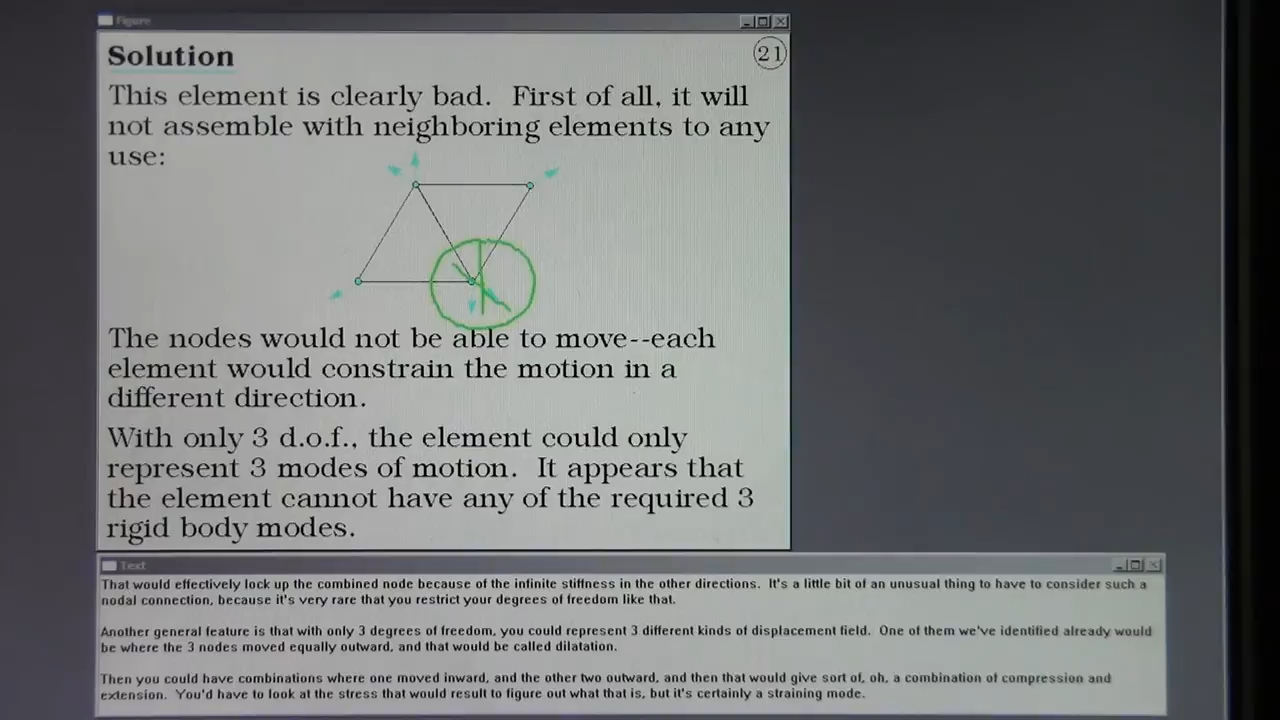 Figure
Solution
21
This element is clearly bad. First of all, it will
not assemble with neighboring elements to any
use:
The nodes would not be able to move--each
element would constrain the motion in a
different direction.
With only 3 d.o.f., the element could only
represent 3 modes of motion. It appears that
the element cannot have any of the required 3
rigid body modes.
Text
That would effectively lock up the combined node because of the infinite stiffness in the other directions. It's a little bit of an unusual thing to have to consider such a
nodal connection, because it's very rare that you restrict your degrees of freedom like that.
Another general feature is that with only 3 degrees of freedom, you could represent 3 different kinds of displacement field. One of them we've identified already would
be where the 3 nodes moved equally outward, and that would be called dilatation.
Then you could have combinations where one moved inward, and the other two outward, and then that would give sort of, oh, a combination of compression and
extension. You'd have to look at the stress that would result to figure out what that is, but it's certainly a straining mode.